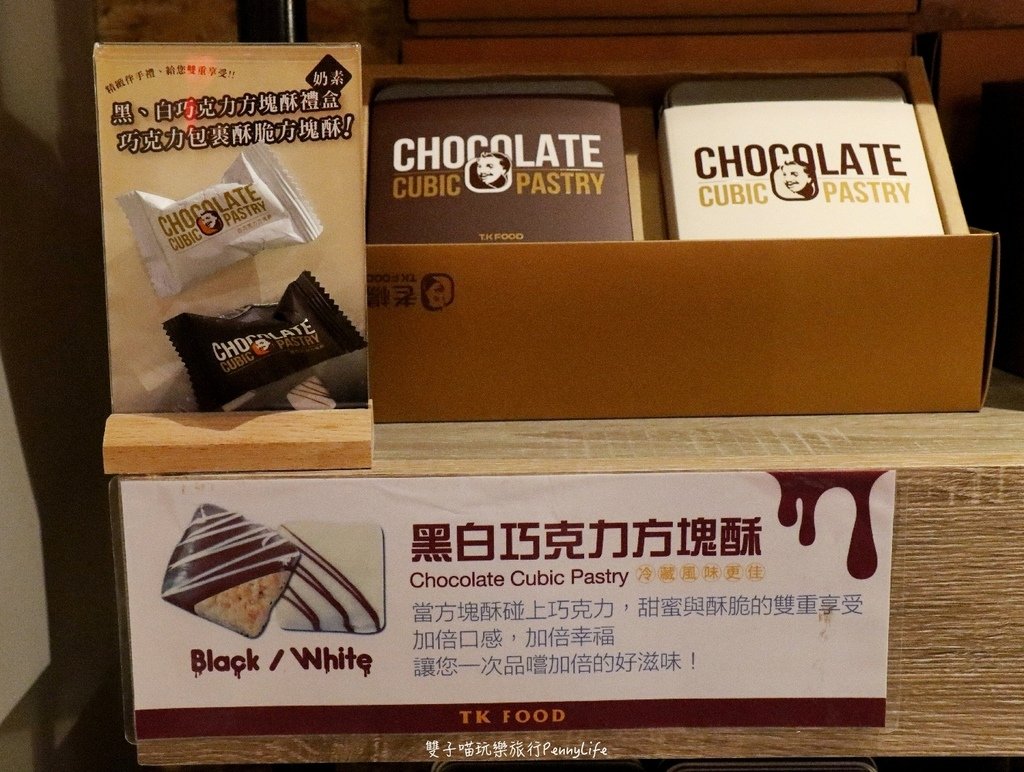 精緻伴手禮、給您雙重享受!!
奶素
黑、白巧克力方塊酥禮盒
巧克力包裹酥脆方塊酥!
CHOCOLATE
CUBIC PASTRY
CHOCOLATE
CUBIC PASTRY
CHOCOLATE
CUBIC PASTRY
T.K FOOD
CHOCOLATE
CUBIC PASTRY
老楊
T.K FOOD
黑白巧克力方塊酥
Chocolate Cubic Pastry 冷藏風味更佳
當方塊酥碰上巧克力，甜蜜與酥脆的雙重享受
加倍口感，加倍幸福
讓您一次品嚐加倍的好滋味！
Black / White
TK FOOD
雙子喵玩樂旅行PennyLife